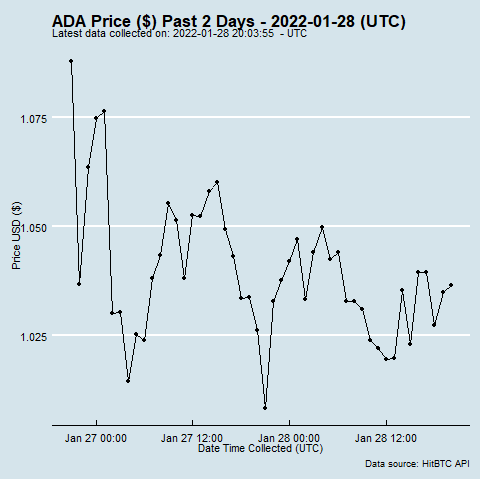 ADA Price ($) Past 2 Days - 2022-01-28 (UTC)
Latest data collected on: 2022-01-28 20:03:55  - UTC
1.075
1.050
1.025
Price USD ($)
Jan 27 00:00 Jan 27 12:00 Jan 28 00:00 Jan 28 12:00
Date Time Collected (UTC)
Data source: HitBTC API